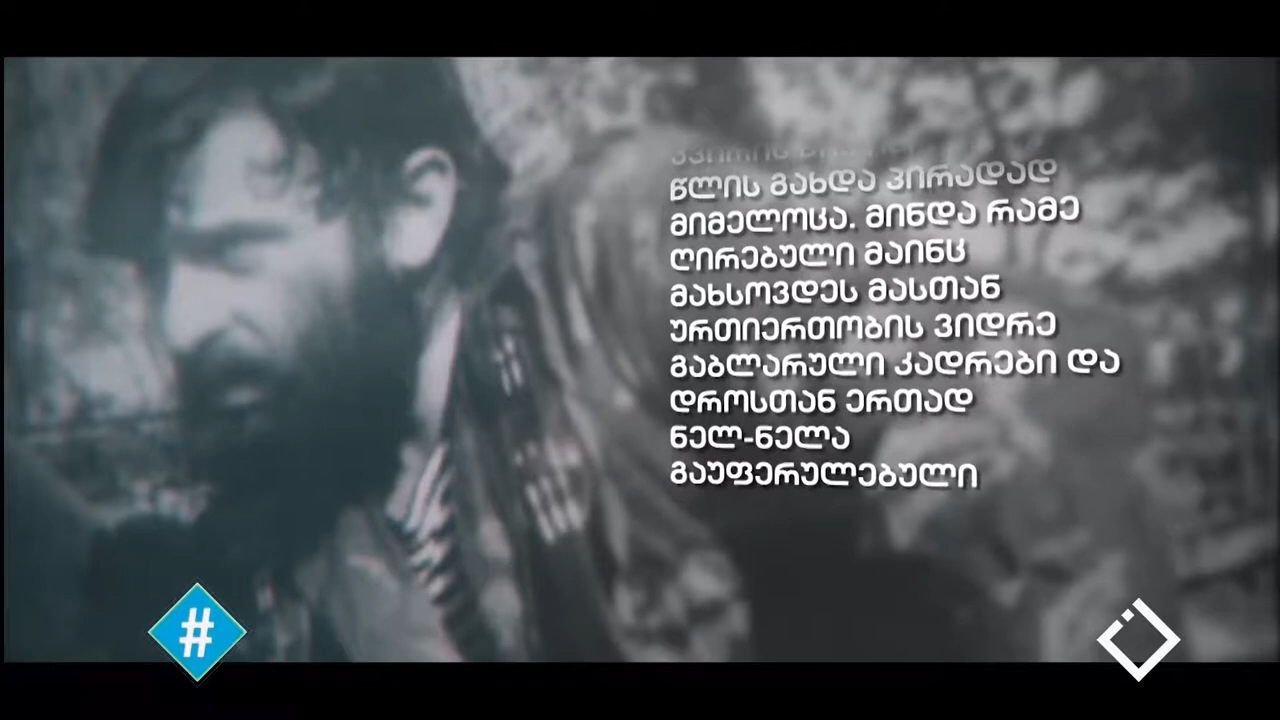 წლის გახდა პირადად
მიმელოცა. მინდა რამე
ღირებული მაინც
მახსოვდეს მასთან
ურთიერთობის ვიდრე
გაბლარული კადრები და
დროსთან ერთად
ნელ-ნელა
გაუფერულებული
#